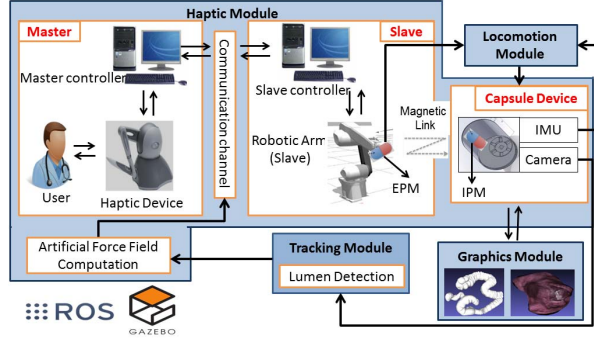 Haptic Module
Master
Master controller
User
Haptic Device
Communication channel
Slave
Slave controller
Robotic Arm
(Slave)
EPM
Magnetic
Link
Locomotion
Module
Capsule Device
IMU
Camera
IPM
Artificial Force Field
Computation
Tracking Module
Lumen Detection
Graphics Module
ROS
GAZEBO